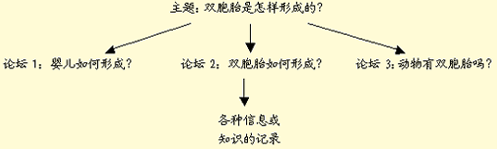 主题：双胞胎是怎样形成的？
论坛 1：婴儿如何形成？
论坛 2：双胞胎如何形成？
论坛 3：动物有双胞胎吗？
各种信息或
知识的记录